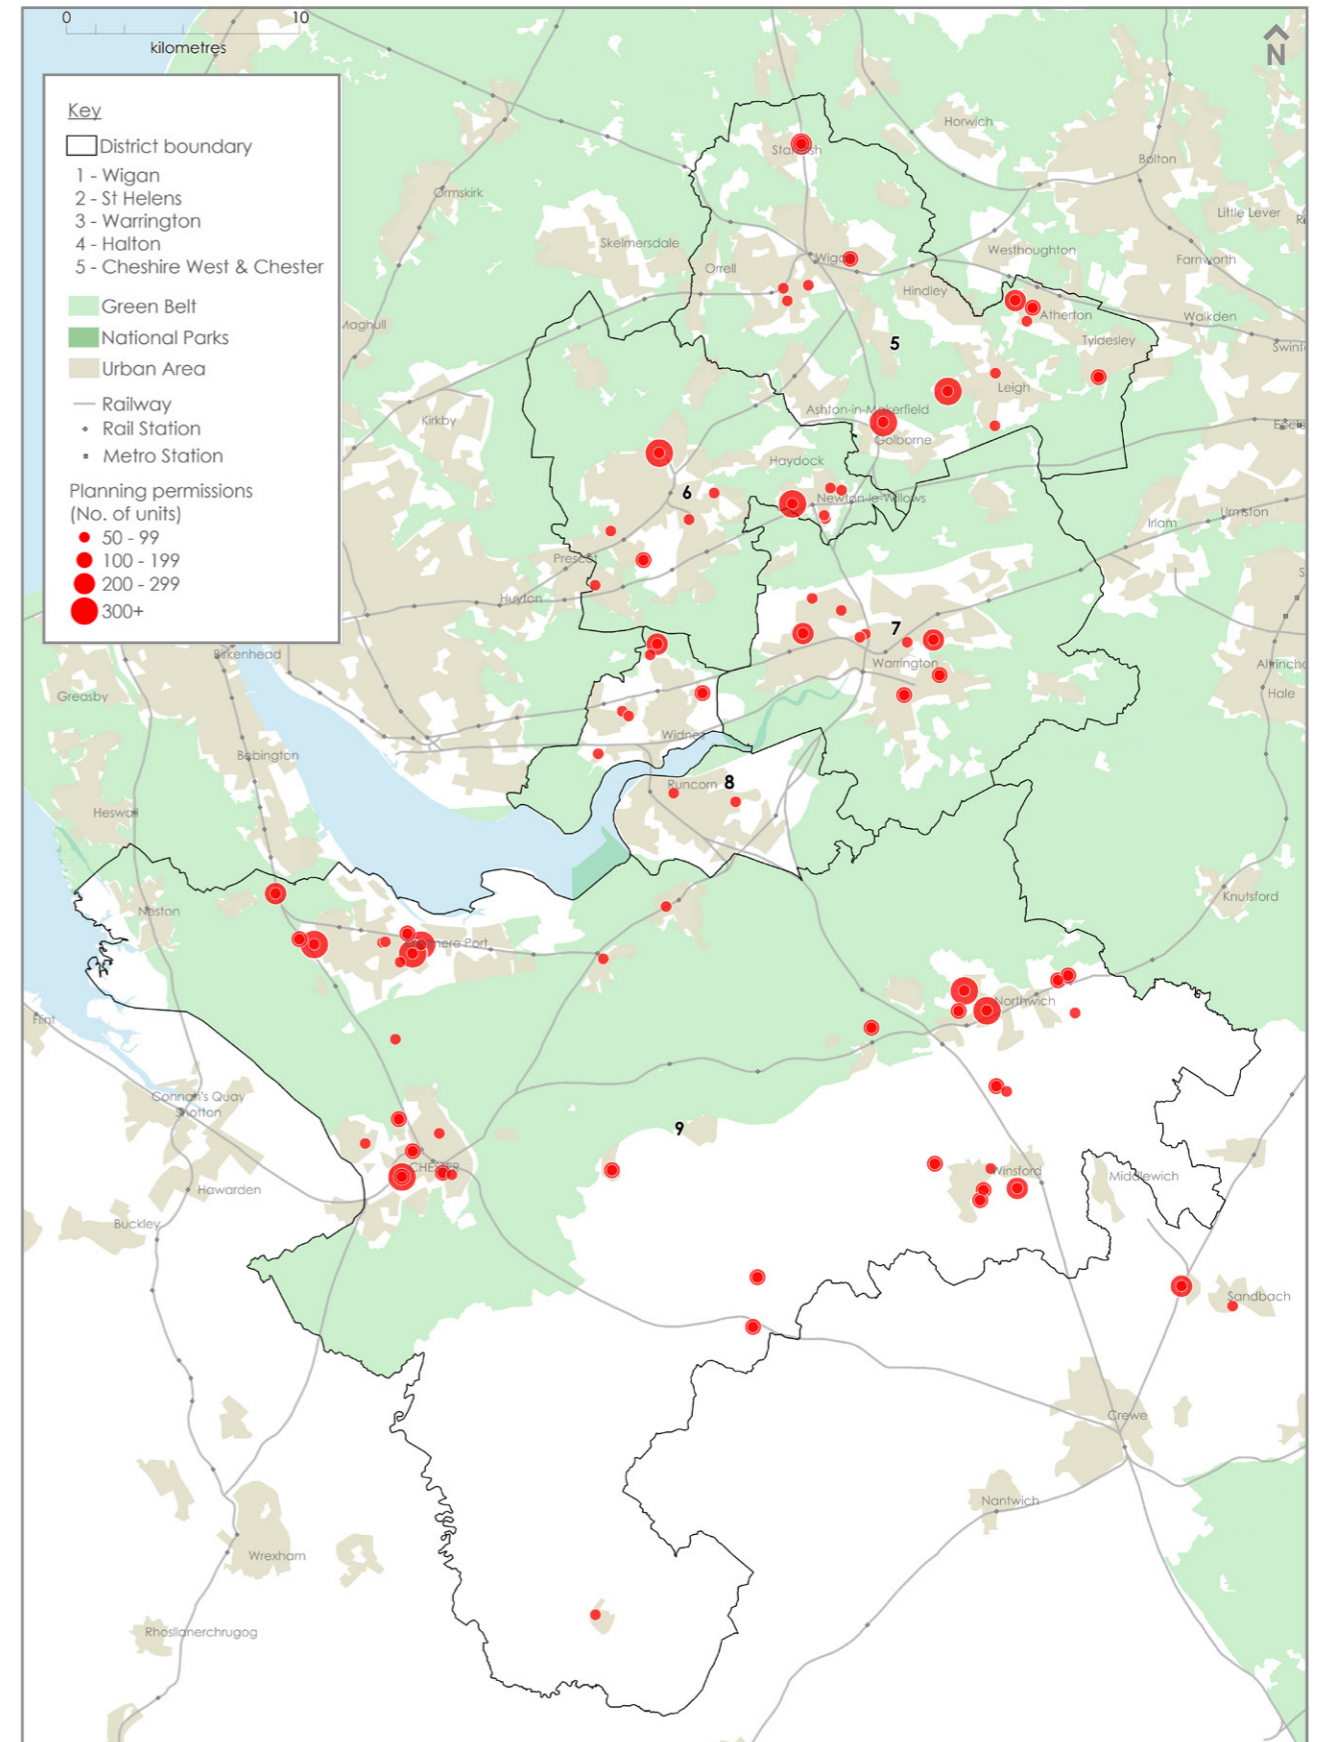 0 10
kilometres
N
Key
District boundary
1 - Wigan
2 - St Helens
3 - Warrington
4 - Halton
5 - Cheshire West & Chester
Green Belt
National Parks
Urban Area
Railway
Rail Station
Metro Station
Planning permissions
(No. of units)
50 - 99
100 - 199
200 - 299
300+
Horwich
Bolton
Ormskirk
Little Lever
Skelmersdale
Westhoughton
Farnworth
Orrell
Hindley
Atherton
Walkden
Maghull
5
Tyldesley
Leigh
Kirkby
Ashton-in-Makerfield
Golborne
Haydock
6
Newton-le-Willows
Urmston
Irlam
Prescot
Huyton
7
Birkenhead
Warrington
Greasby
Hale
Widnes
Bebington
Runcorn
8
Heswall
Knutsford
Neston
Northwich
Flint
Connah's Quay
Shotton
9
CHESTER
Winsford
Middlewich
Hawarden
Buckley
Sandbach
Crewe
Nantwich
Wrexham
Rhosllanerchrugog